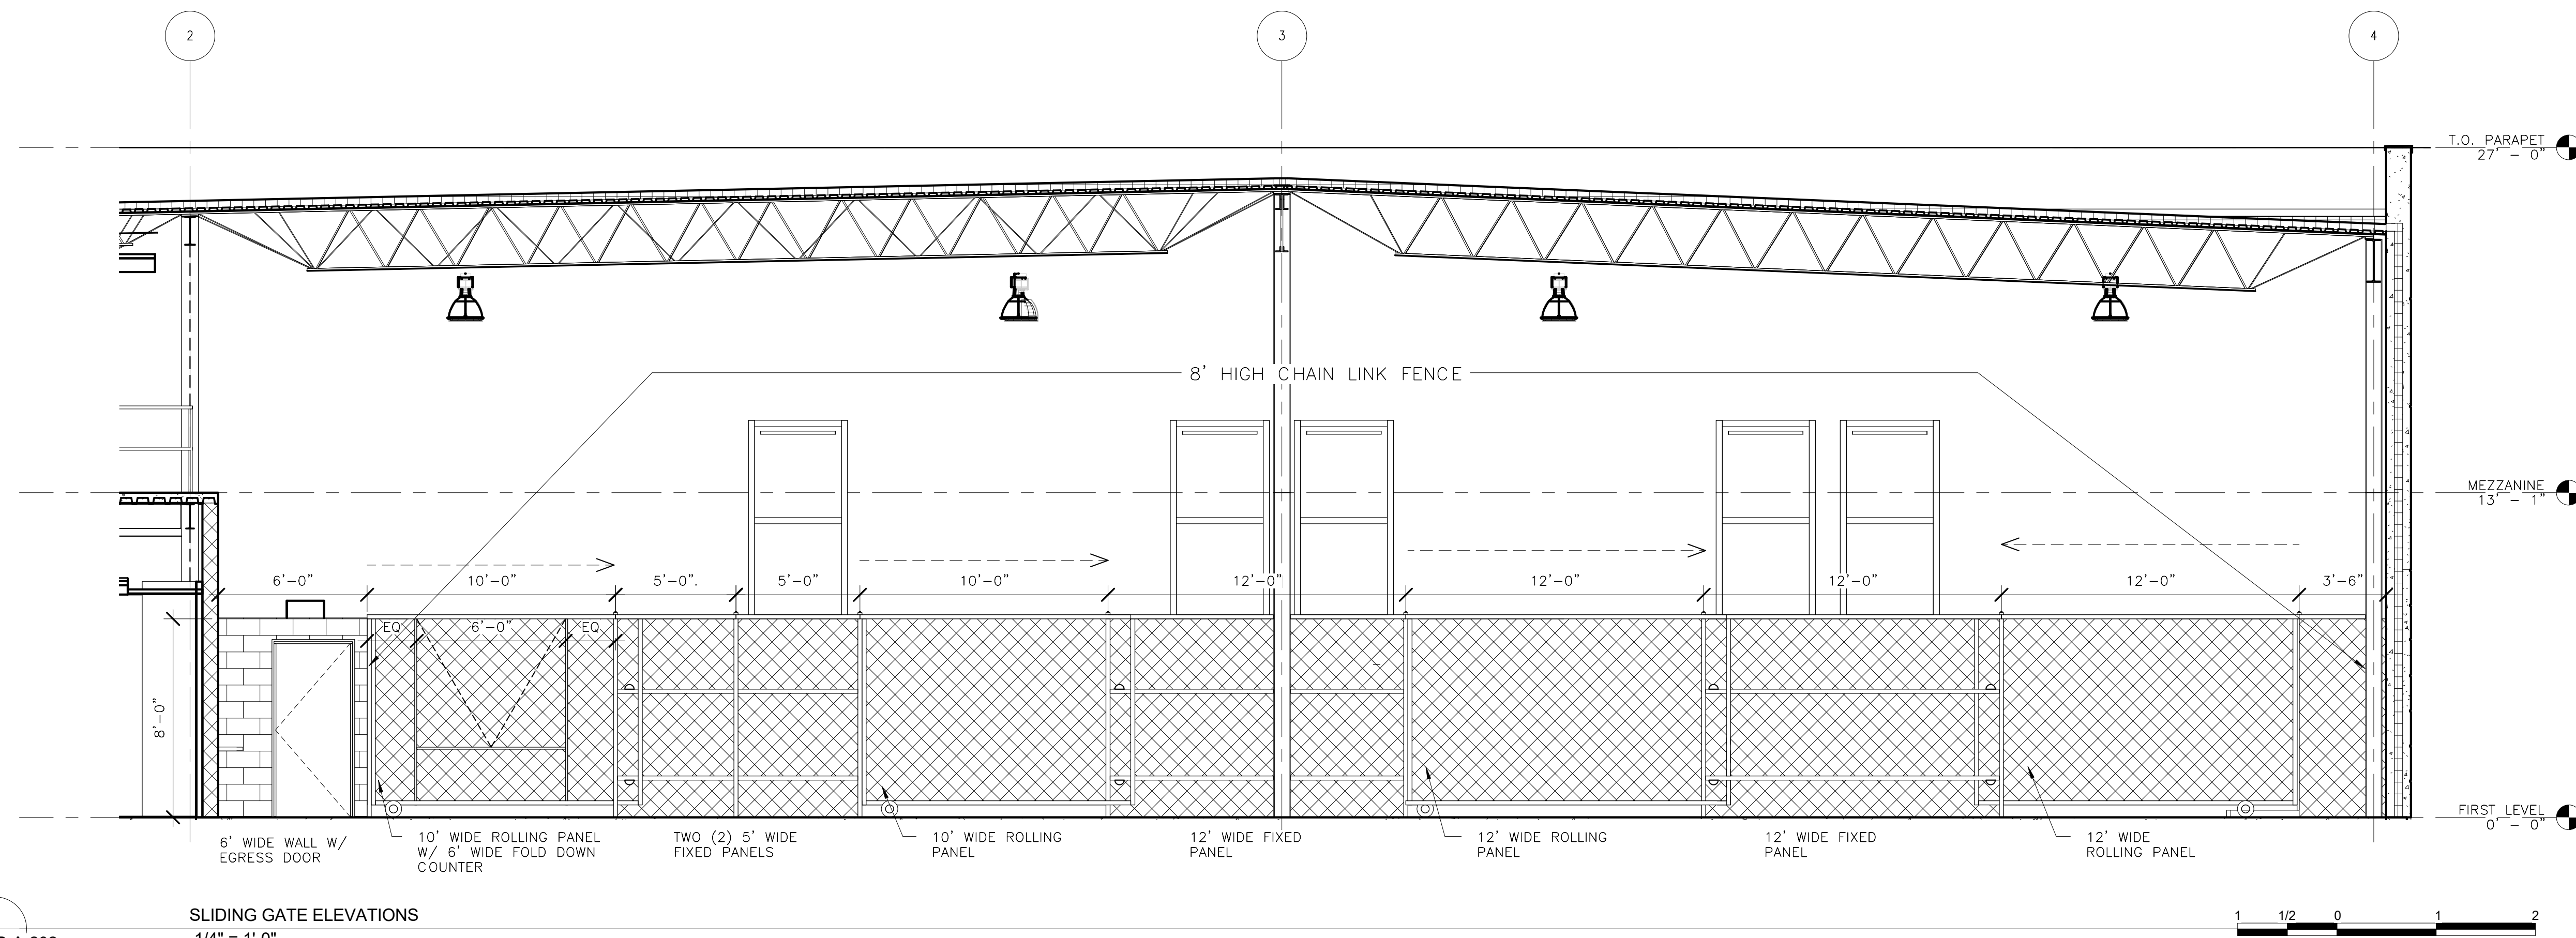 2
3
4
T.O. PARAPET
27' - 0"
8' HIGH CHAIN LINK FENCE
MEZZANINE
13' - 1"
6'-0"
10'-0"
5'-0".
5'-0"
10'-0"
12'-0"
12'-0"
12'-0"
12'-0"
3'-6"
EQ
6'-0"
EQ
8'-0"
FIRST LEVEL
0' - 0"
6' WIDE WALL W/
EGRESS DOOR
10' WIDE ROLLING PANEL
W/ 6' WIDE FOLD DOWN
COUNTER
TWO (2) 5' WIDE
FIXED PANELS
10' WIDE ROLLING
PANEL
12' WIDE FIXED
PANEL
12' WIDE ROLLING
PANEL
12' WIDE FIXED
PANEL
12' WIDE
ROLLING PANEL
SLIDING GATE ELEVATIONS
1/4" = 1'-0"
1 1/2 0 1 2